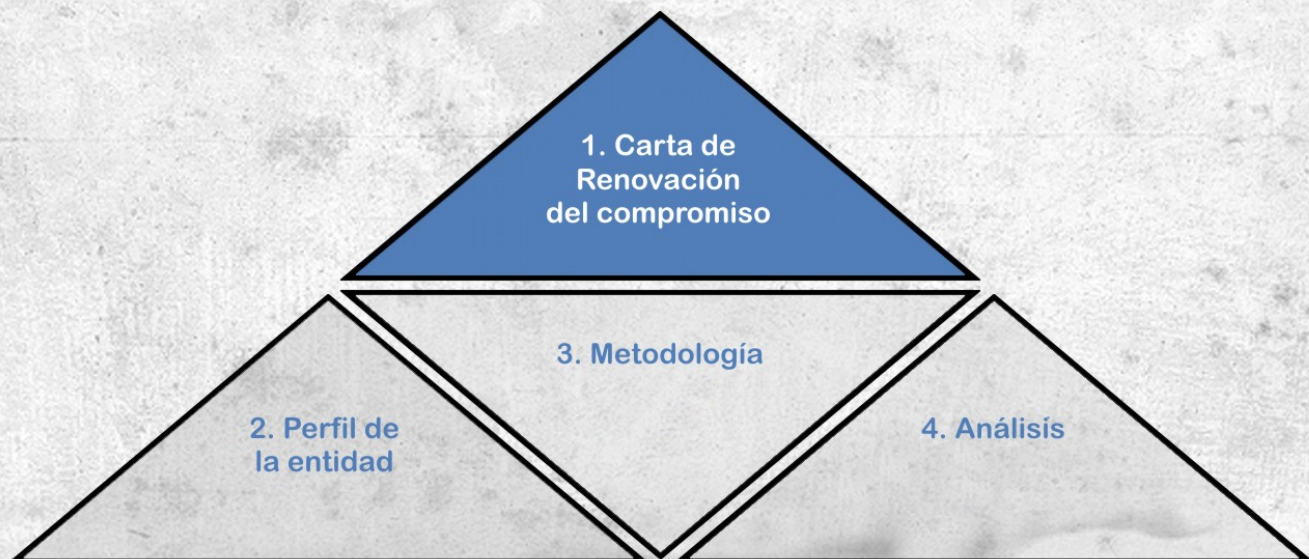 1. Carta de
Renovación
del compromiso
3. Metodología
2. Perfil de
la entidad
4. Análisis